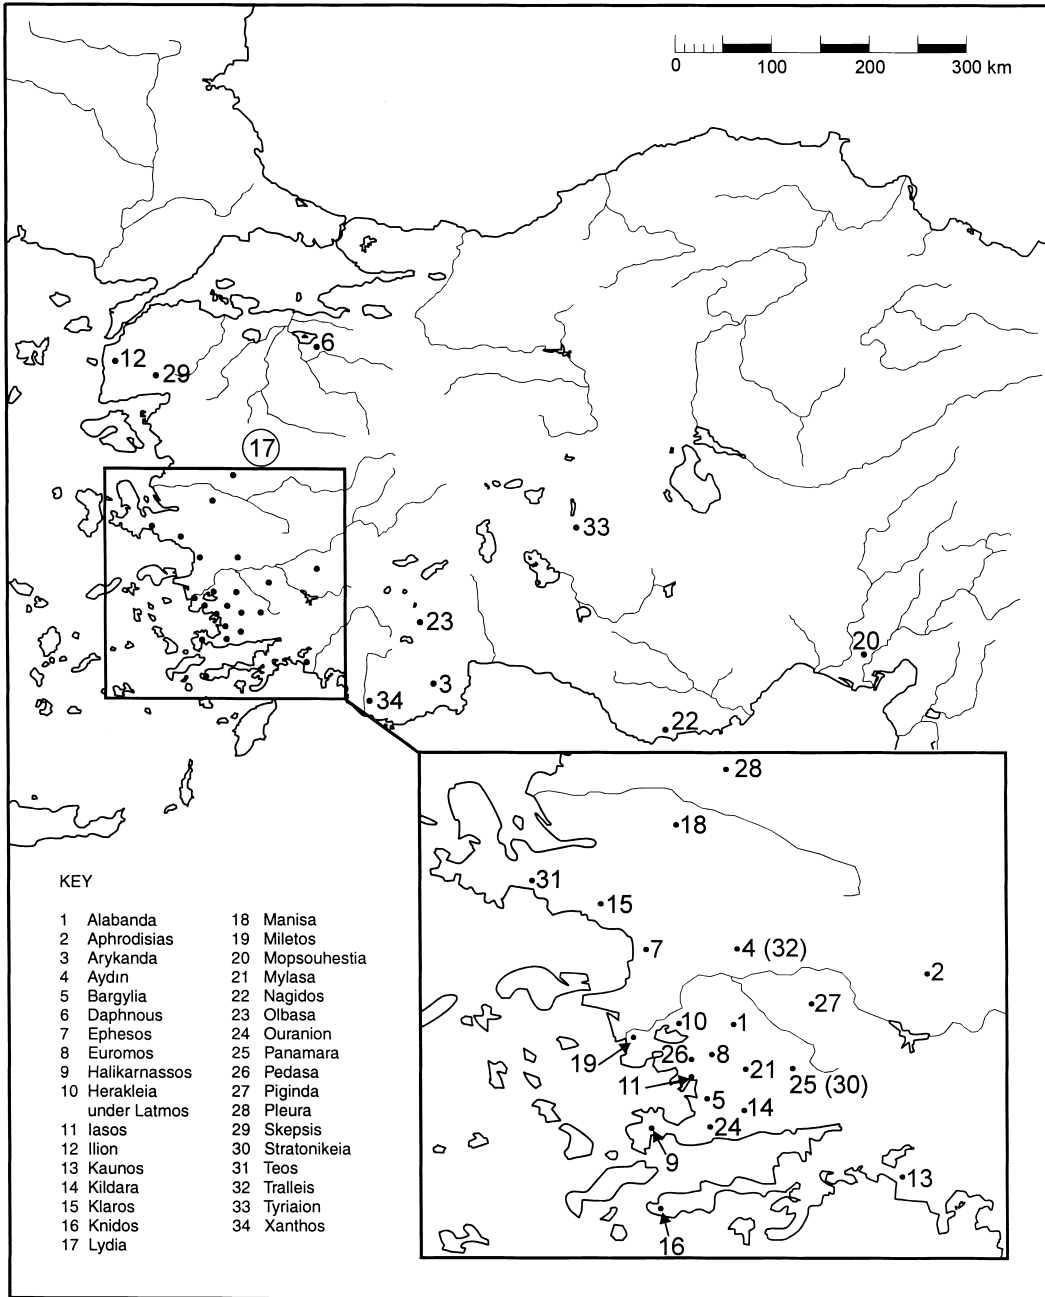 0 100 200 300 km
6
12
29
17
33
23
20
3
34
22
28
18
31
15
7
4 (32)
2
27
10
1
19
26
8
11
21
25 (30)
5
14
24
9
13
16
KEY
1 Alabanda
2 Aphrodisias
3 Arykanda
4 Aydın
5 Bargylia
6 Daphnous
7 Ephesos
8 Euromos
9 Halikarnassos
10 Herakleia
under Latmos
11 Iasos
12 Ilion
13 Kaunos
14 Kildara
15 Klaros
16 Knidos
17 Lydia
18 Manisa
19 Miletos
20 Mopsouhestia
21 Mylasa
22 Nagidos
23 Olbasa
24 Ouranion
25 Panamara
26 Pedasa
27 Piginda
28 Pleura
29 Skepsis
30 Stratonikeia
31 Teos
32 Tralleis
33 Tyriaion
34 Xanthos